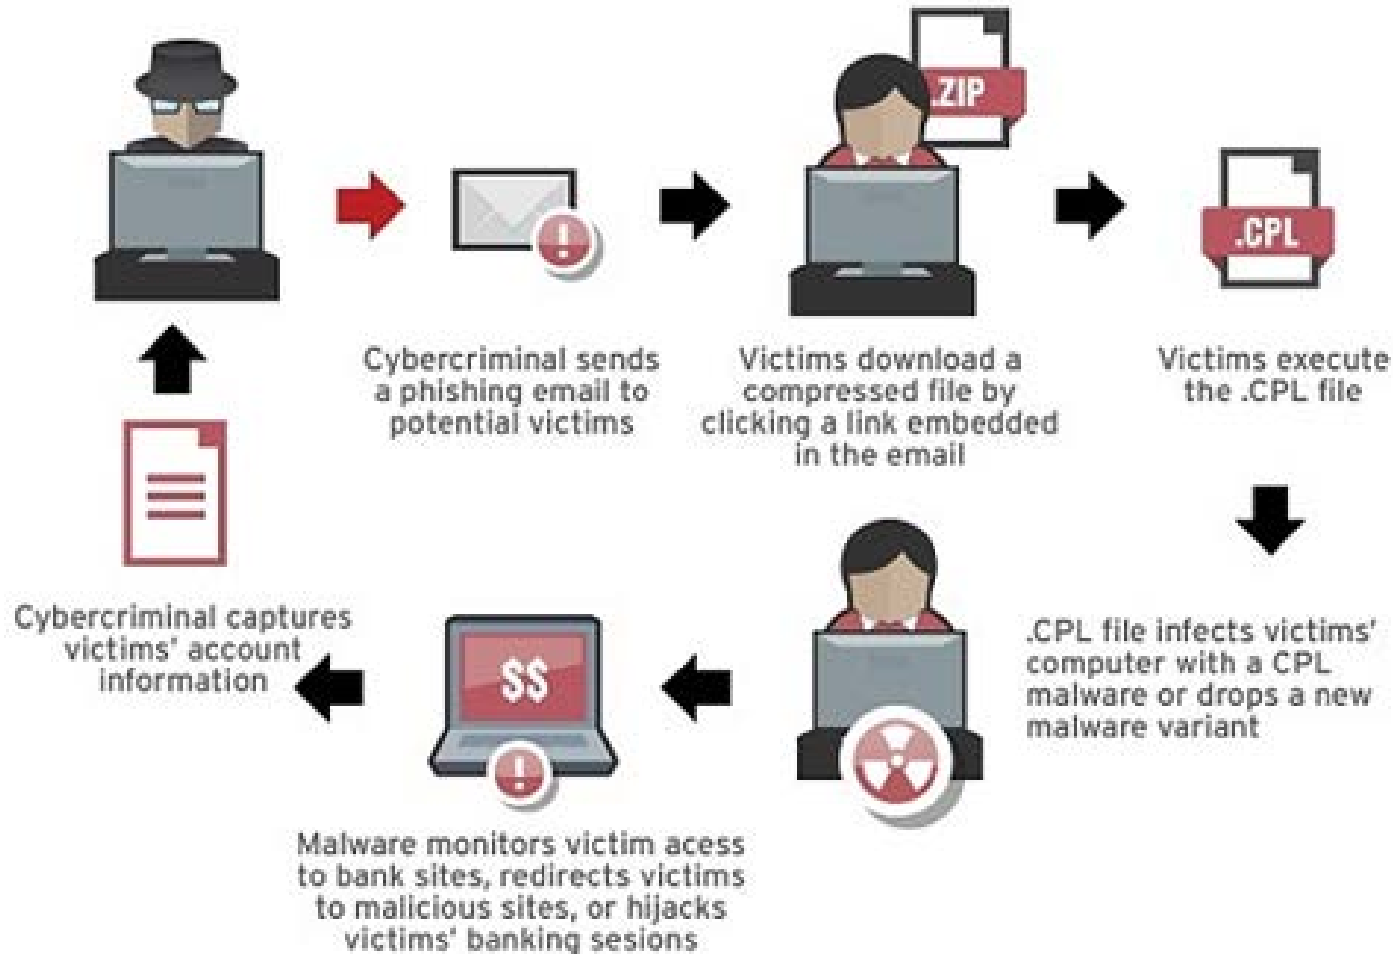 .ZIP
.CPL
Cybercriminal sends
a phishing email to
potential victims
Victims download a
compressed file by
clicking a link embedded
in the email
Victims execute
the .CPL file
.CPL file infects victims'
computer with a CPL
malware or drops a new
malware variant
$$
Malware monitors victim acess
to bank sites, redirects victims
to malicious sites, or hijacks
victims' banking sesions
Cybercriminal captures
victims' account
information